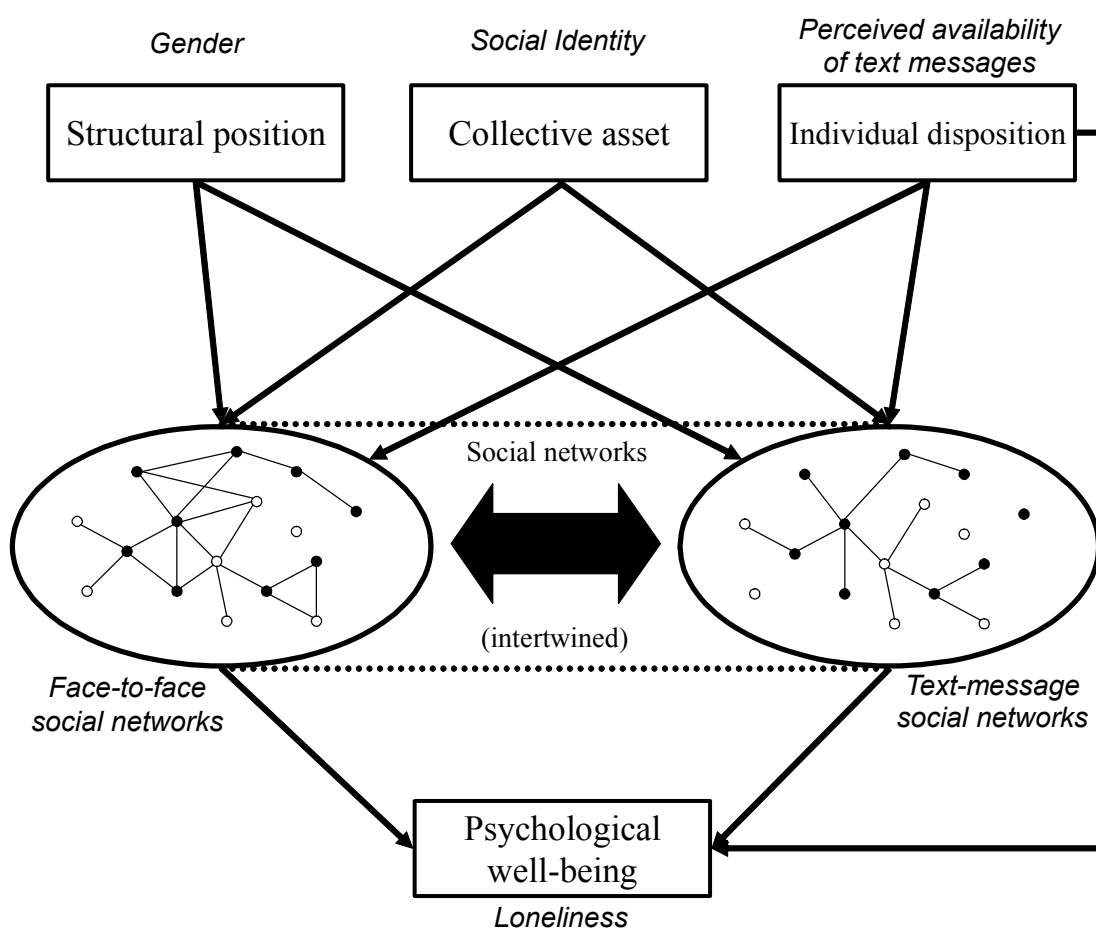 Gender
Social Identity
Perceived availability
of text messages
Structural position
Collective asset
Individual disposition
Social networks
(intertwined)
Face-to-face
social networks
Text-message
social networks
Psychological
well-being
Loneliness